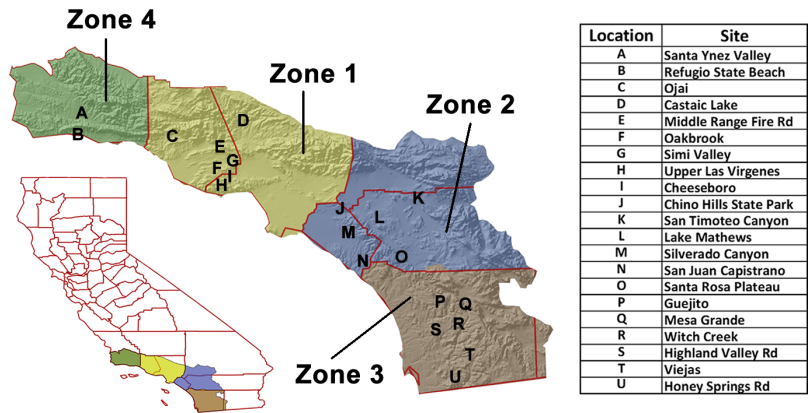 Zone 4
Zone 1
Zone 2
Zone 3
A
B
C
D
E
F
G
H
I
J
K
L
M
N
O
P
Q
R
S
T
U
Location Site
A Santa Ynez Valley
B Refugio State Beach
C Ojai
D Castaic Lake
E Middle Range Fire Rd
F Oakbrook
G Simi Valley
H Upper Las Virgenes
I Cheeseboro
J Chino Hills State Park
K San Timoteo Canyon
L Lake Mathews
M Silverado Canyon
N San Juan Capistrano
O Santa Rosa Plateau
P Guejito
Q Mesa Grande
R Witch Creek
S Highland Valley Rd
T Viejas
U Honey Springs Rd